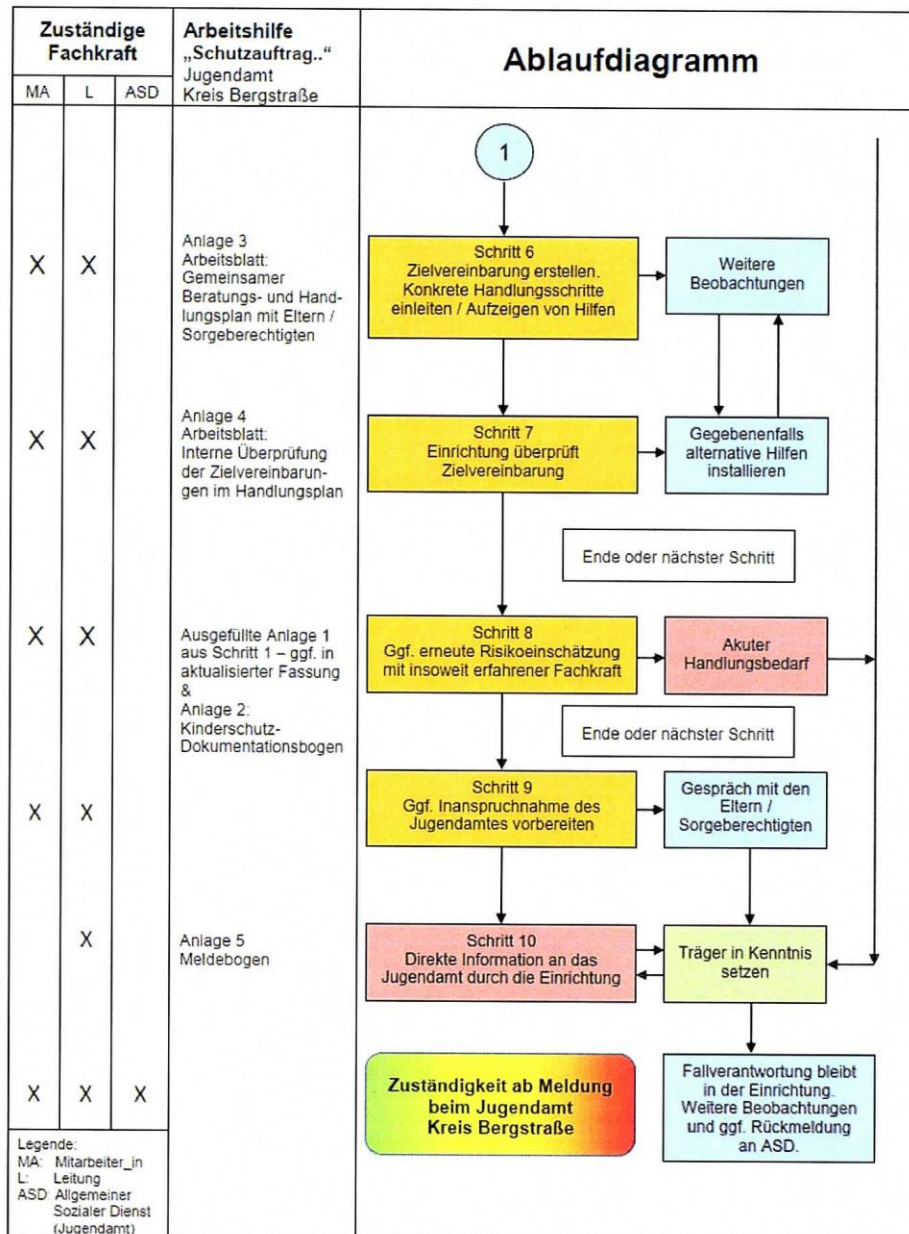 Zuständige
Fachkraft
MA
L
ASD
Arbeitshilfe
„Schutzauftrag..“
Jugendamt
Kreis Bergstraße
Ablaufdiagramm
1
X
X
Anlage 3
Arbeitsblatt:
Gemeinsamer
Beratungs- und Hand-
lungsplan mit Eltern /
Sorgeberechtigten
Schritt 6
Zielvereinbarung erstellen.
Konkrete Handlungsschritte
einleiten / Aufzeigen von Hilfen
Weitere
Beobachtungen
X
X
Anlage 4
Arbeitsblatt:
Interne Überprüfung
der Zielvereinbarun-
gen im Handlungsplan
Schritt 7
Einrichtung überprüft
Zielvereinbarung
Gegebenenfalls
alternative Hilfen
installieren
Ende oder nächster Schritt
X
X
Ausgefüllte Anlage 1
aus Schritt 1 – ggf. in
aktualisierter Fassung
&
Anlage 2:
Kinderschutz-
Dokumentationsbogen
Schritt 8
Ggf. erneute Risikoeinschätzung
mit insoweit erfahrener Fachkraft
Akuter
Handlungsbedarf
Ende oder nächster Schritt
X
X
Schritt 9
Ggf. Inanspruchnahme des
Jugendamtes vorbereiten
Gespräch mit den
Eltern /
Sorgeberechtigten
X
Anlage 5
Meldebogen
Schritt 10
Direkte Information an das
Jugendamt durch die Einrichtung
Träger in Kenntnis
setzen
X
X
X
Zuständigkeit ab Meldung
beim Jugendamt
Kreis Bergstraße
Fallverantwortung bleibt
in der Einrichtung.
Weitere Beobachtungen
und ggf. Rückmeldung
an ASD.
Legende:
MA: Mitarbeiter_in
L: Leitung
ASD: Allgemeiner
Sozialer Dienst
(Jugendamt)